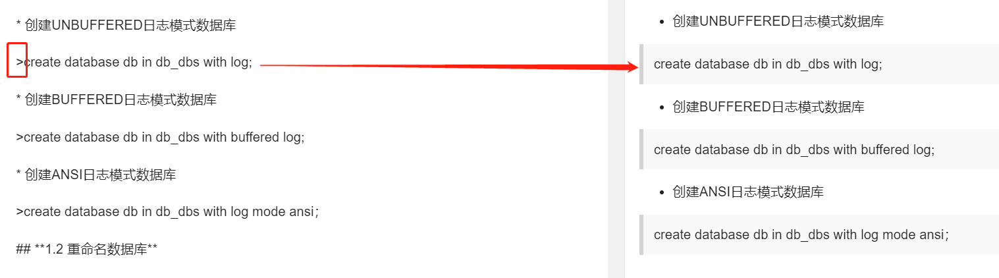 * 创建UNBUFFERED日志模式数据库
>create database db in db_dbs with log;
* 创建BUFFERED日志模式数据库
>create database db in db_dbs with buffered log;
* 创建ANSI日志模式数据库
>create database db in db_dbs with log mode ansi；
## **1.2 重命名数据库**
• 创建UNBUFFERED日志模式数据库
create database db in db_dbs with log;
• 创建BUFFERED日志模式数据库
create database db in db_dbs with buffered log;
• 创建ANSI日志模式数据库
create database db in db_dbs with log mode ansi；